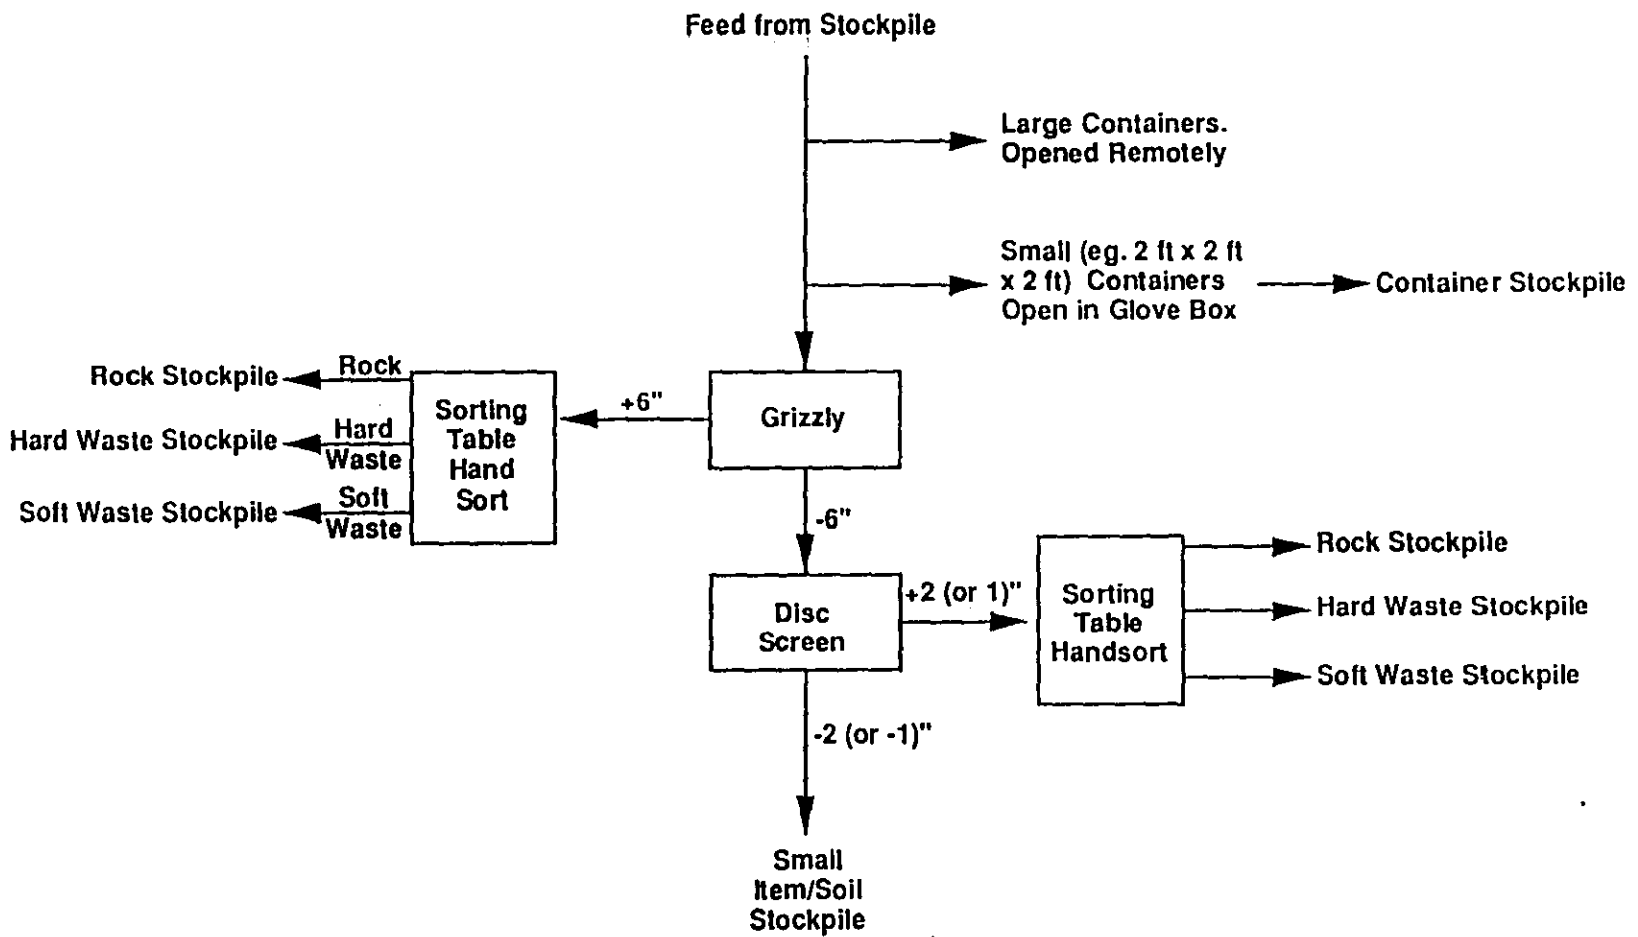 Feed from Stockpile
Large Containers.
Opened Remotely
Small (eg. 2 ft x 2 ft
x 2 ft) Containers
Open in Glove Box
Container Stockpile
Rock Stockpile
Rock
Hard Waste Stockpile
Hard
Waste
Soft Waste Stockpile
Soft
Waste
Sorting
Table
Hand
Sort
+6"
Grizzly
-6"
Disc
Screen
+2 (or 1)"
Sorting
Table
Handsort
Rock Stockpile
Hard Waste Stockpile
Soft Waste Stockpile
-2 (or -1)"
Small
Item/Soil
Stockpile